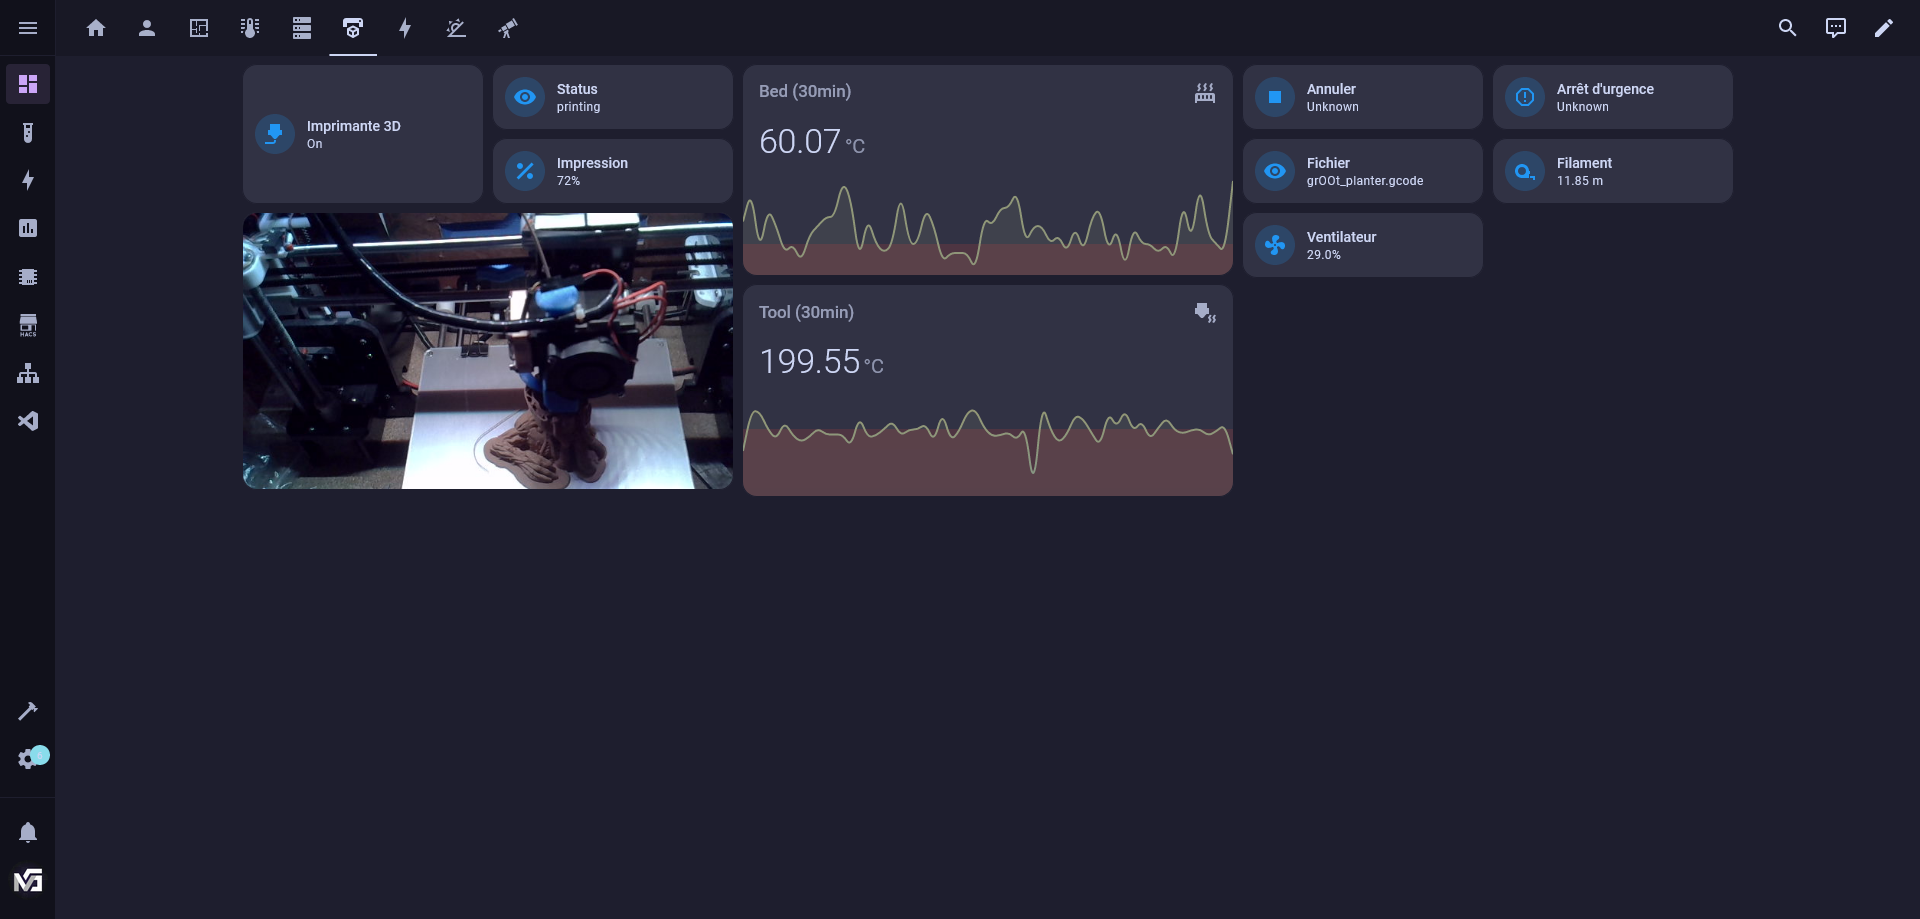 Imprimante 3D
On
Status
printing
Impression
72%
Bed (30min)
60.07 °C
Tool (30min)
199.55 °C
Annuler
Unknown
Arrêt d'urgence
Unknown
Fichier
grOOt_planter.gcode
Filament
11.85 m
Ventilateur
29.0%
HACS